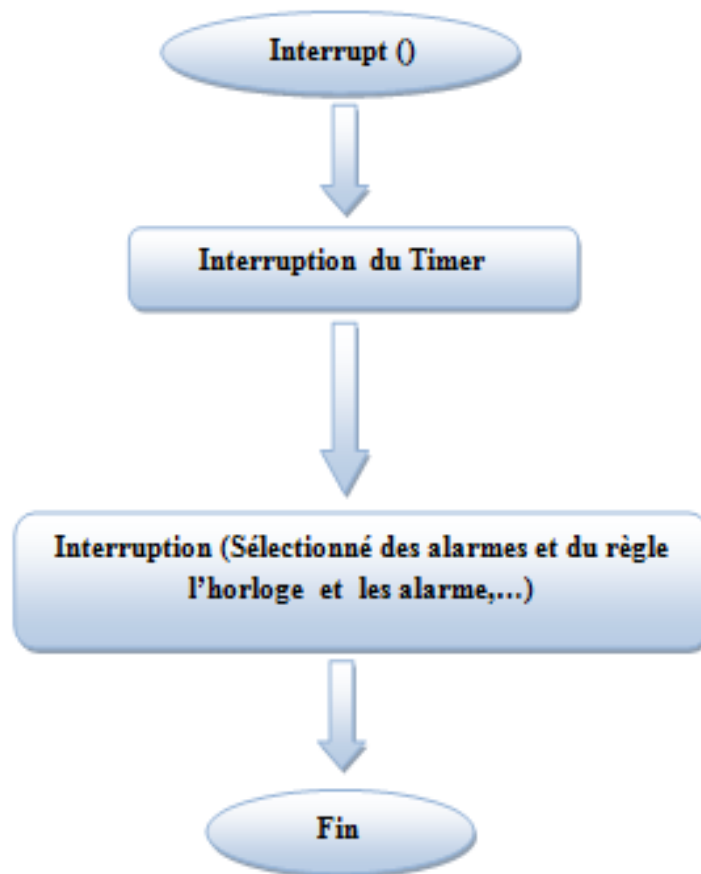 Interrupt ()
Interruption du Timer
Interruption (Sélectionné des alarmes et du règle
l'horloge et les alarme,...)
Fin